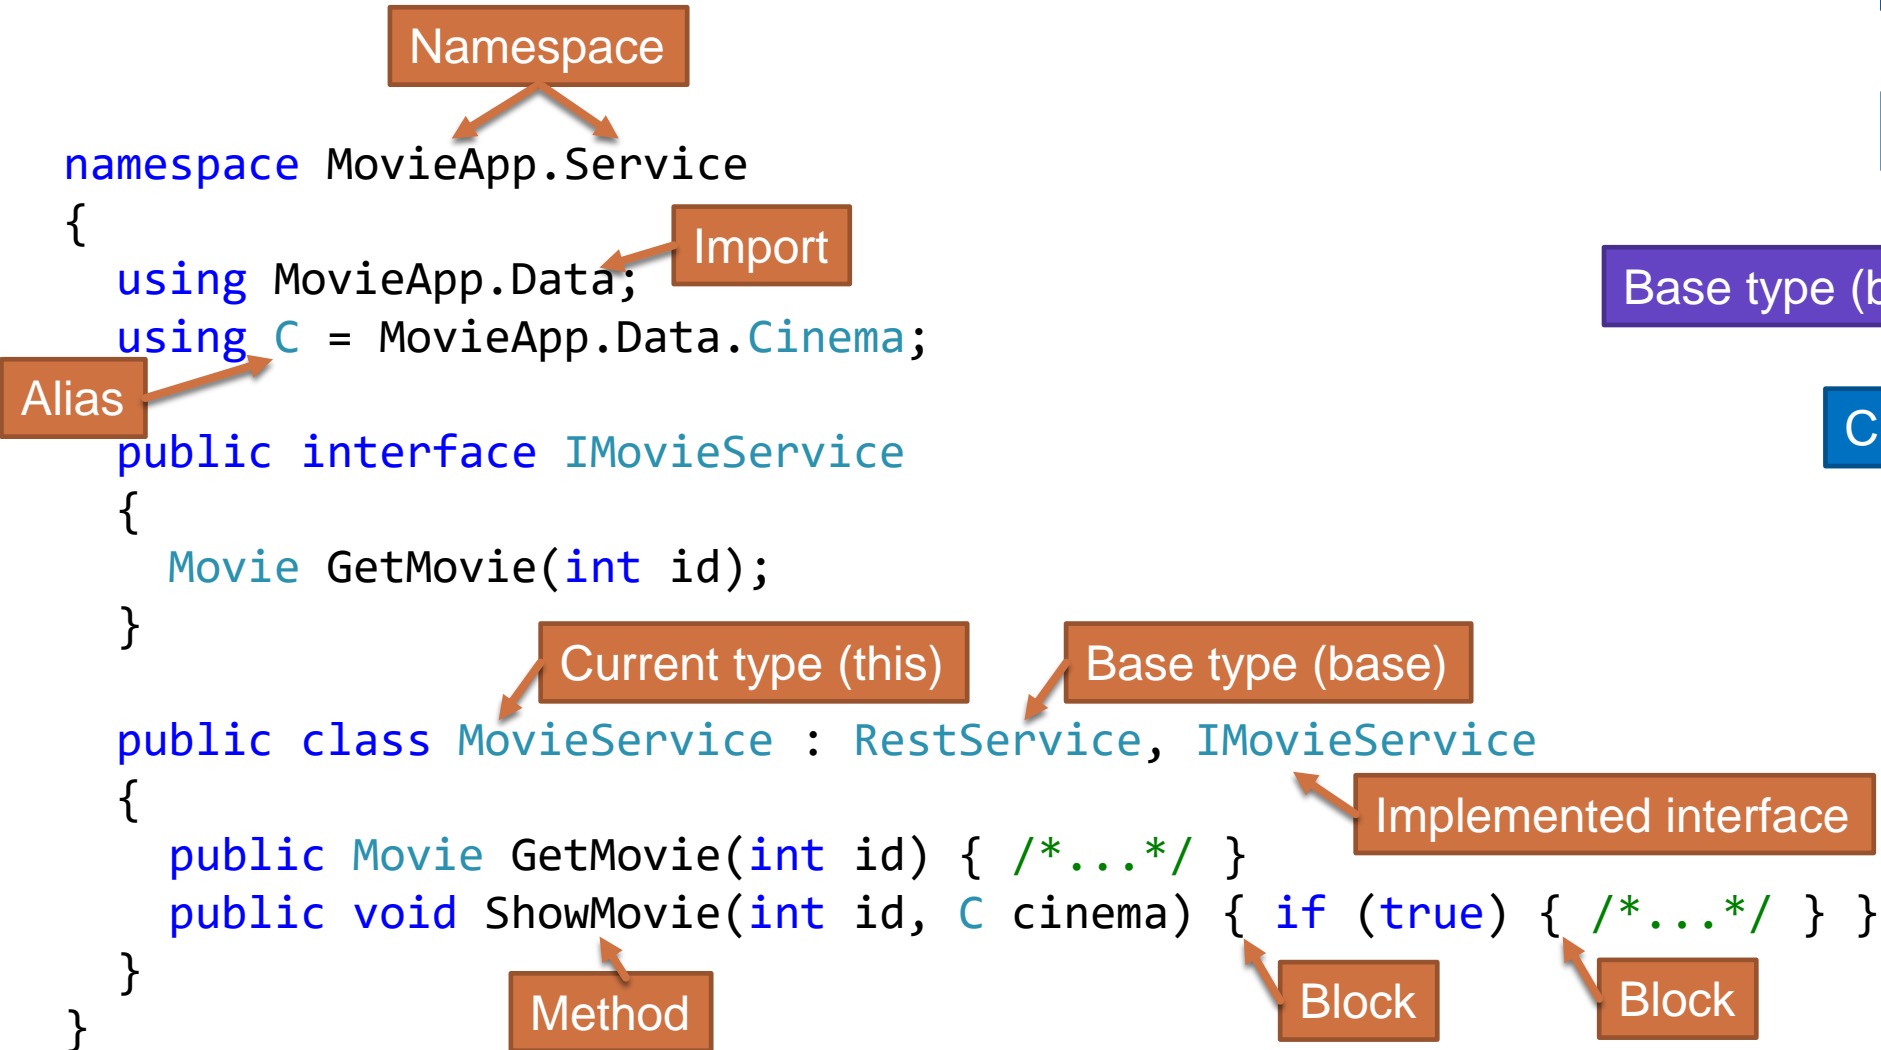 Namespace
namespace MovieApp.Service
{
Import
using MovieApp.Data;
Base type (b
using C = MovieApp.Data.Cinema;
Alias
C
public interface IMovieService
{
Movie GetMovie(int id);
}
Current type (this)
Base type (base)
public class MovieService : RestService, IMovieService
{
Implemented interface
public Movie GetMovie(int id) { /*...*/ }
public void ShowMovie(int id, C cinema) { if (true) { /*...*/ } }
}
Method
Block
Block
}